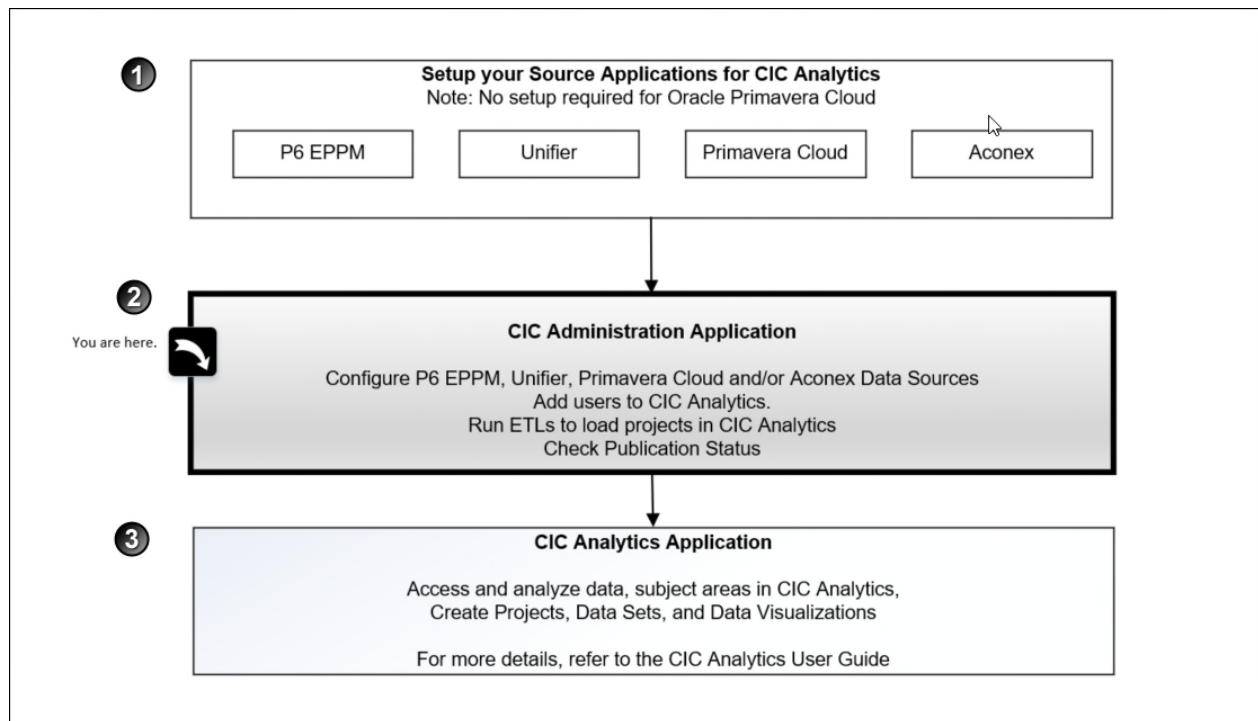 1
Setup your Source Applications for CIC Analytics
Note: No setup required for Oracle Primavera Cloud
P6 EPPM
Unifier
Primavera Cloud
Aconex
2
You are here.
CIC Administration Application
Configure P6 EPPM, Unifier, Primavera Cloud and/or Aconex Data Sources
Add users to CIC Analytics.
Run ETLs to load projects in CIC Analytics
Check Publication Status
3
CIC Analytics Application
Access and analyze data, subject areas in CIC Analytics,
Create Projects, Data Sets, and Data Visualizations
For more details, refer to the CIC Analytics User Guide